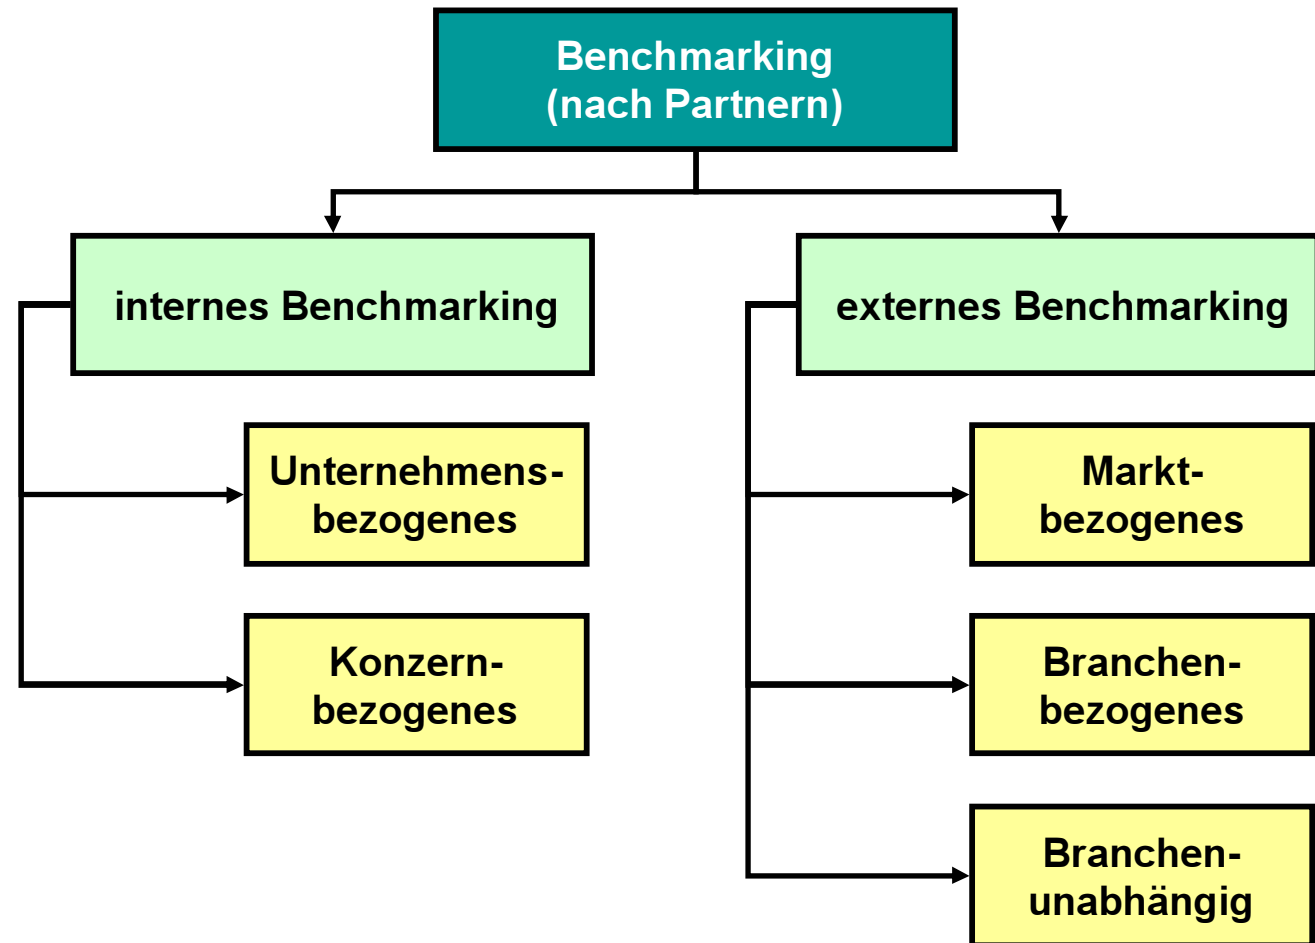 Benchmarking
(nach Partnern)
internes Benchmarking
externes Benchmarking
Unternehmens-
bezogenes
Markt-
bezogenes
Konzern-
bezogenes
Branchen-
bezogenes
Branchen-
unabhängig